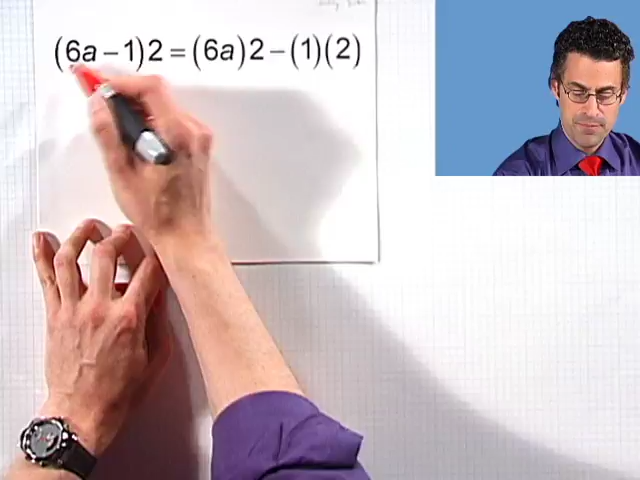 (6a − 1)2 = (6a)2 − (1)(2)